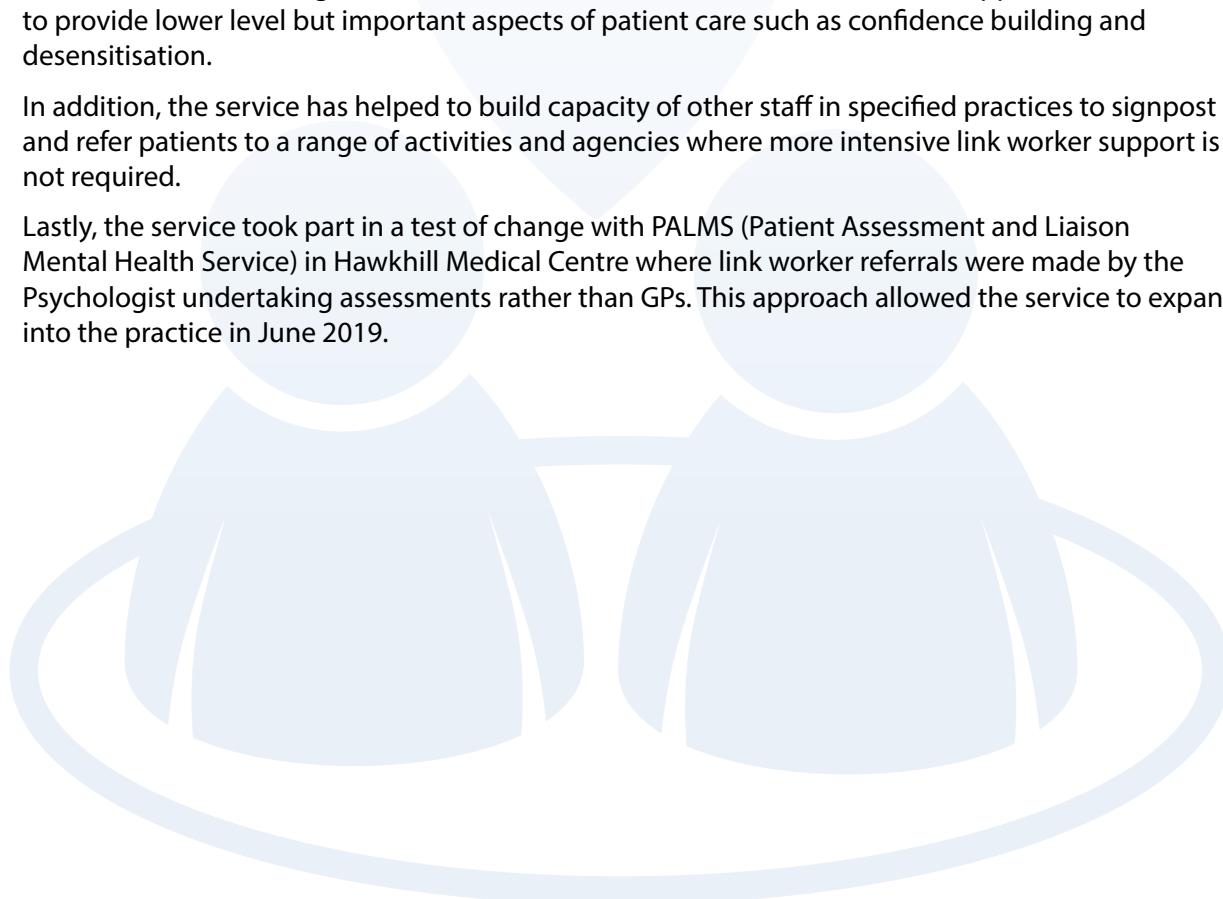 to provide lower level but important aspects of patient care such as confidence building and
desensitisation.
In addition, the service has helped to build capacity of other staff in specified practices to signpost
and refer patients to a range of activities and agencies where more intensive link worker support is
not required.
Lastly, the service took part in a test of change with PALMS (Patient Assessment and Liaison
Mental Health Service) in Hawkhill Medical Centre where link worker referrals were made by the
Psychologist undertaking assessments rather than GPs. This approach allowed the service to expan
into the practice in June 2019.